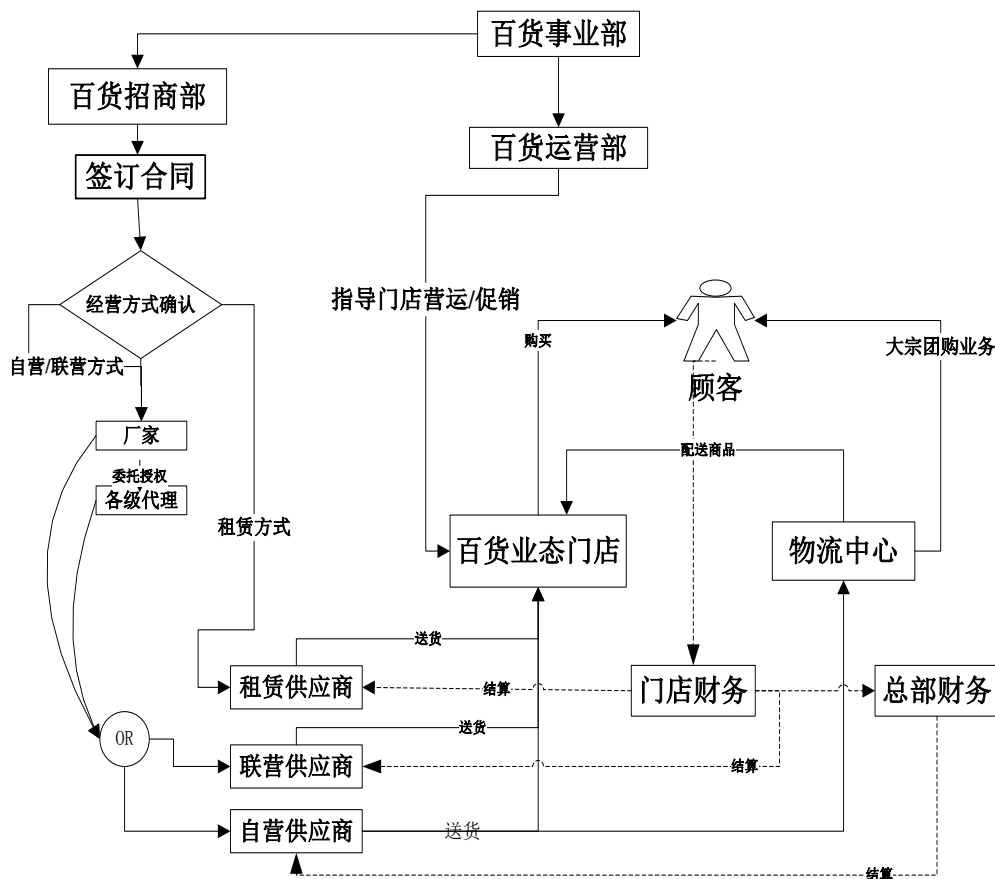 百货事业部
百货招商部
百货运营部
签订合同
经营方式确认
指导门店营运/促销
购买
大宗团购业务
自营/联营方式
顾客
厂家
配送商品
委托授权
各级代理
租赁方式
百货业态门店
物流中心
送货
租赁供应商
结算
门店财务
总部财务
OR
送货
联营供应商
结算
自营供应商
送货
结算